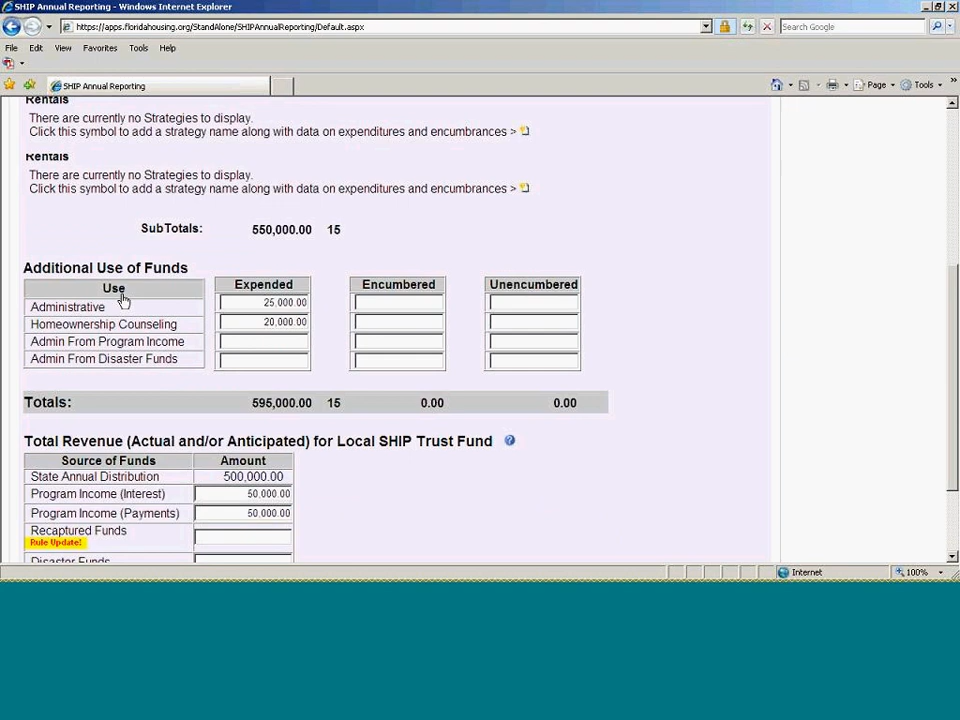 SHIP Annual Reporting - Windows Internet Explorer
https://apps.floridahousing.org/StandAlone/SHIPAnnualReporting/Default.aspx
Search Google
File Edit View Favorites Tools Help
SHIP Annual Reporting
Page Tools
Rentals
There are currently no Strategies to display.
Click this symbol to add a strategy name along with data on expenditures and encumbrances >
Rentals
There are currently no Strategies to display.
Click this symbol to add a strategy name along with data on expenditures and encumbrances >
SubTotals: 550,000.00 15
Additional Use of Funds
Use Expended Encumbered Unencumbered
Administrative 25,000.00
Homeownership Counseling 20,000.00
Admin From Program Income
Admin From Disaster Funds
Totals: 595,000.00 15 0.00 0.00
Total Revenue (Actual and/or Anticipated) for Local SHIP Trust Fund
Source of Funds Amount
State Annual Distribution 500,000.00
Program Income (Interest) 50,000.00
Program Income (Payments) 50,000.00
Recaptured Funds
Rule Update!
Disaster Funds
Internet 100%